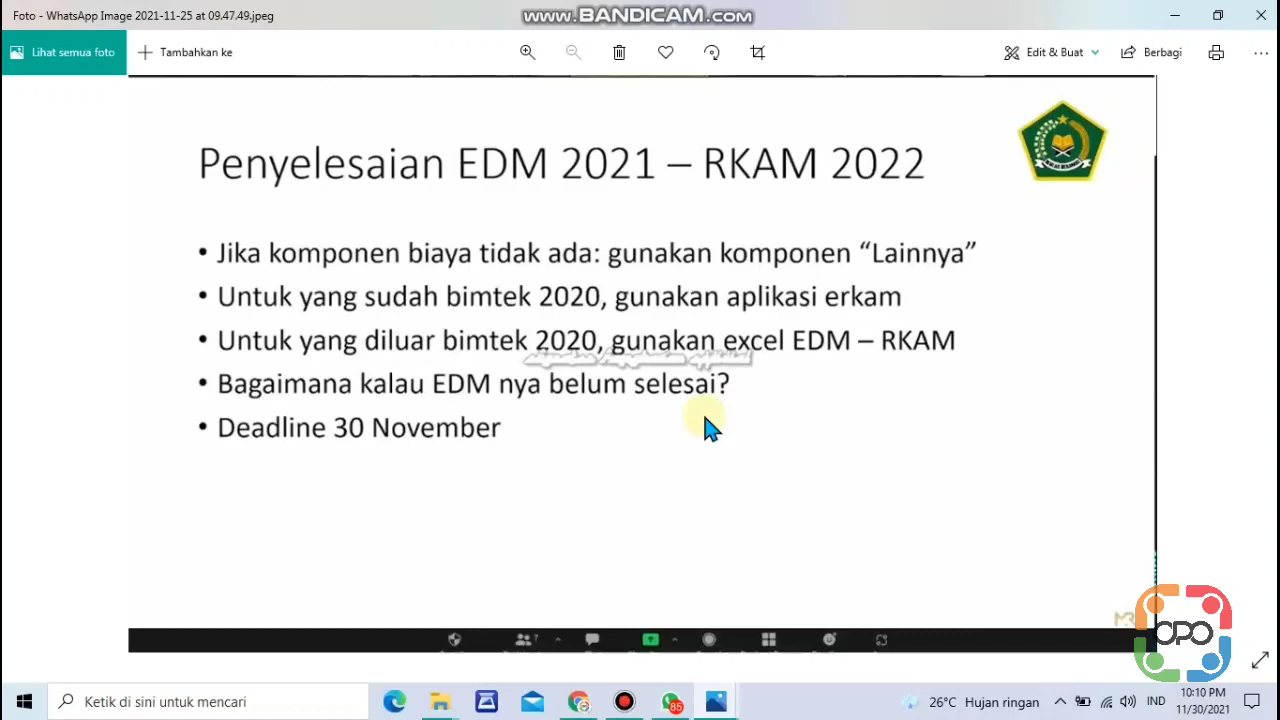 Foto - WhatsApp Image 2021-11-25 at 09.47.49.jpeg
www.BANDICAM.com
Lihat semua foto
Tambahkan ke
Edit & Buat
Berbagi
Penyelesaian EDM 2021 – RKAM 2022
• Jika komponen biaya tidak ada: gunakan komponen “Lainnya”
• Untuk yang sudah bimtek 2020, gunakan aplikasi erkam
• Untuk yang diluar bimtek 2020, gunakan excel EDM – RKAM
• Bagaimana kalau EDM nya belum selesai?
• Deadline 30 November
7
OPO
Ketik di sini untuk mencari
85
26°C Hujan ringan
IND
10:10 PM
11/30/2021